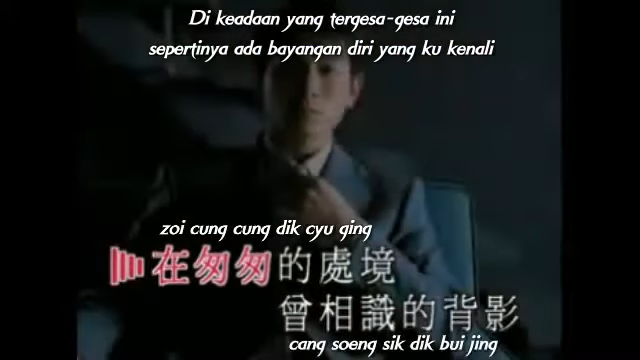 Di keadaan yang tergesa-gesa ini
sepertinya ada bayangan diri yang ku kenali
zoi cung cung dik cyu ging
在匆匆的處境
曾相識的背影
cang soeng sik dik bui jing